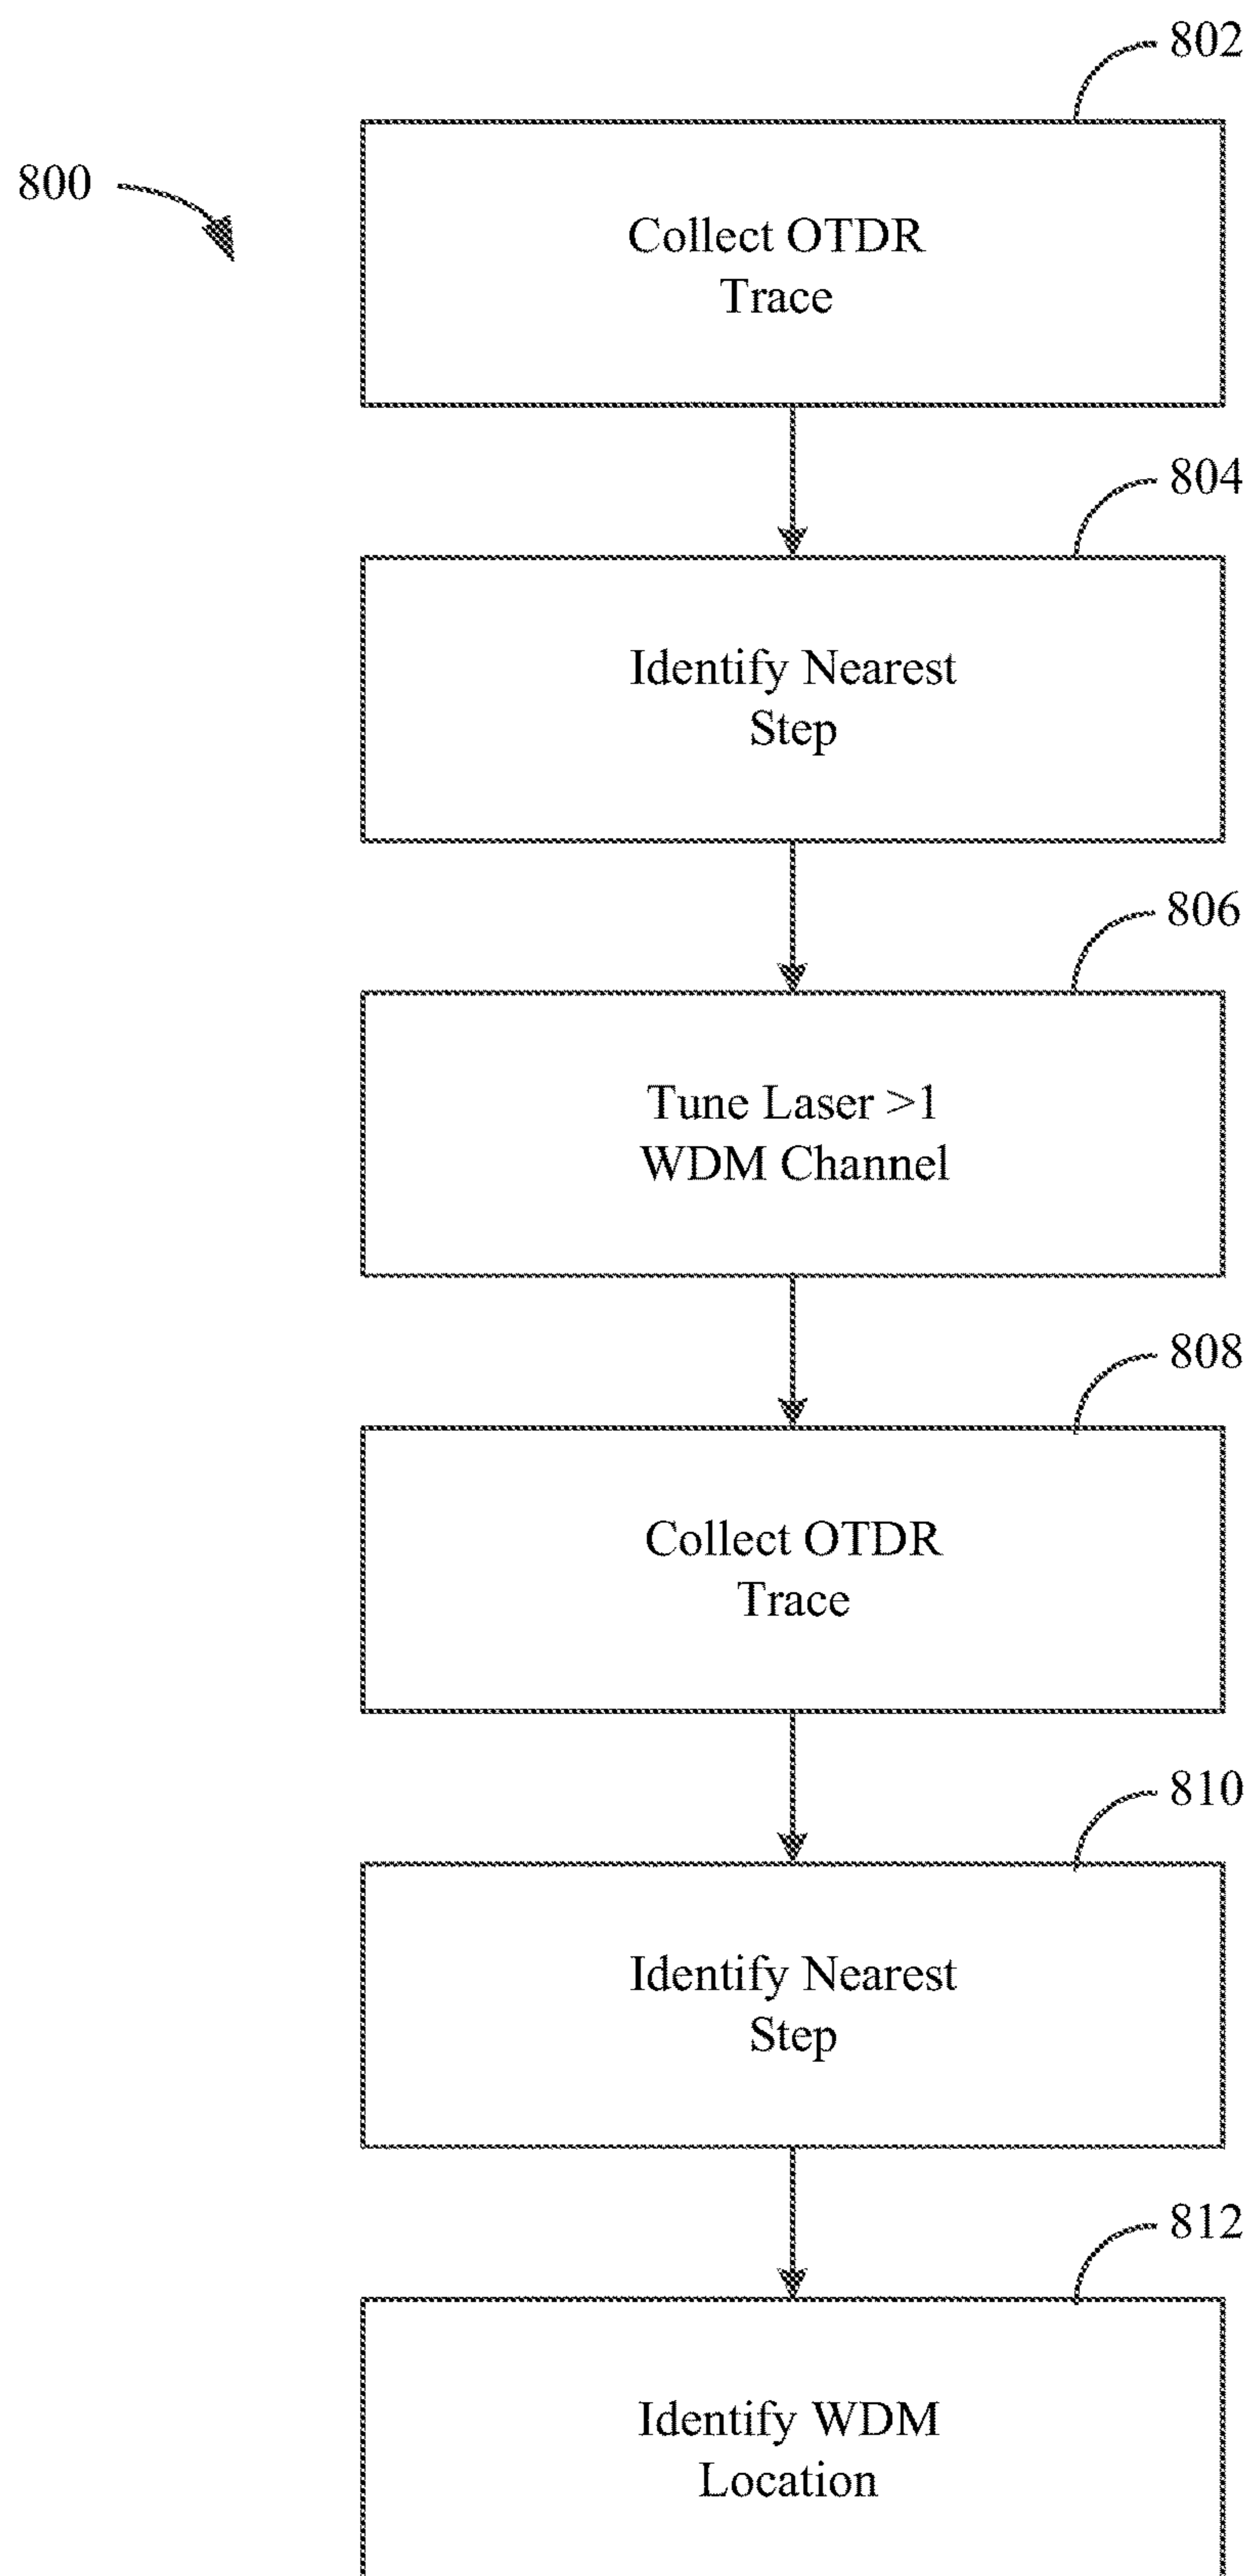 802
800
Collect OTDR
Trace
804
Identify Nearest
Step
806
Tune Laser >1
WDM Channel
808
Collect OTDR
Trace
810
Identify Nearest
Step
812
Identify WDM
Location